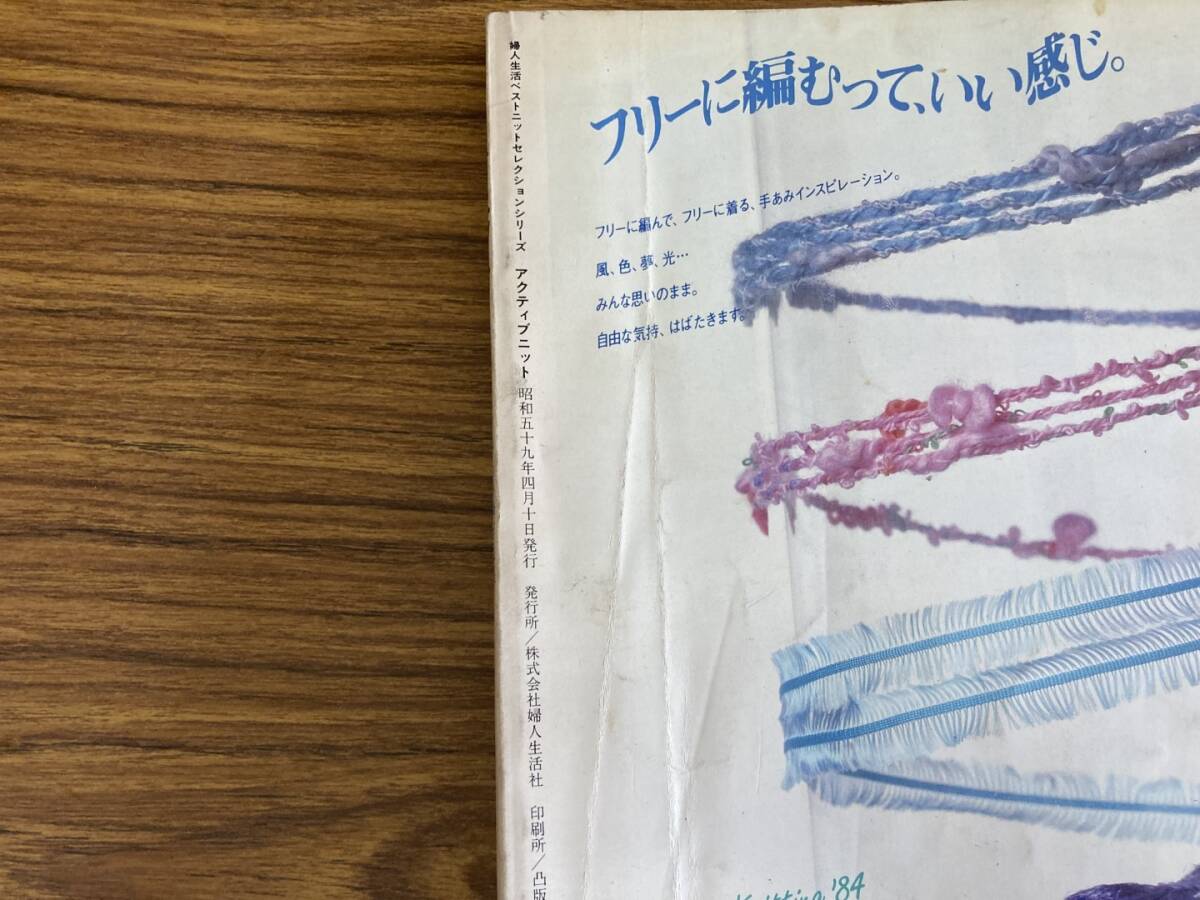 フリーに編むって、いい感じ。
フリーに編んで、フリーに着る、手あみインスピレーション。
風、色、夢、光…
みんな思いのまま。
自由な気持、はばたきます。
婦人生活ベストニットセレクションシリーズ アクティブニット 昭和五十九年四月十日発行 発行所／株式会社婦人生活社 印刷所／凸版
'84